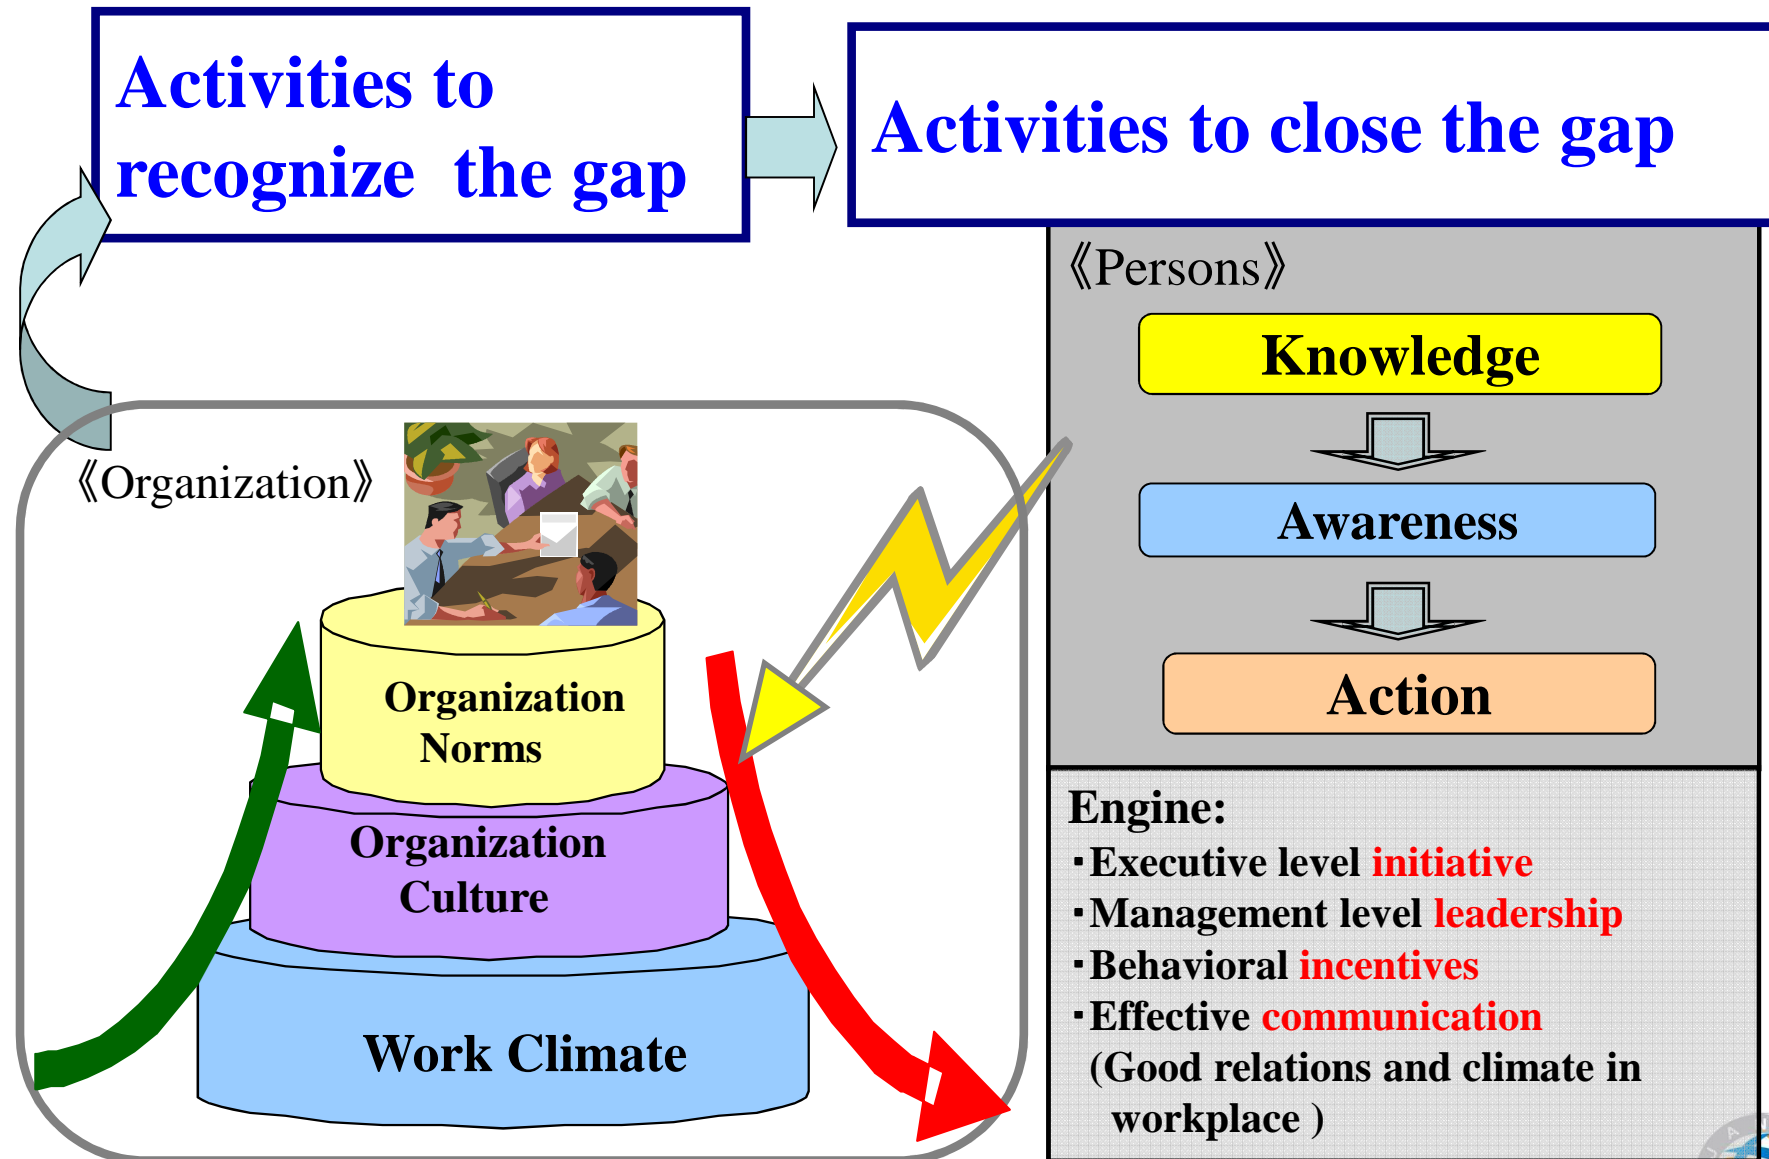 Activities to
recognize the gap
Activities to close the gap
《Organization》
Organization
Norms
Organization
Culture
Work Climate
《Persons》
Knowledge
Awareness
Action
Engine:
･Executive level initiative
･Management level leadership
･Behavioral incentives
･Effective communication
(Good relations and climate in
workplace )